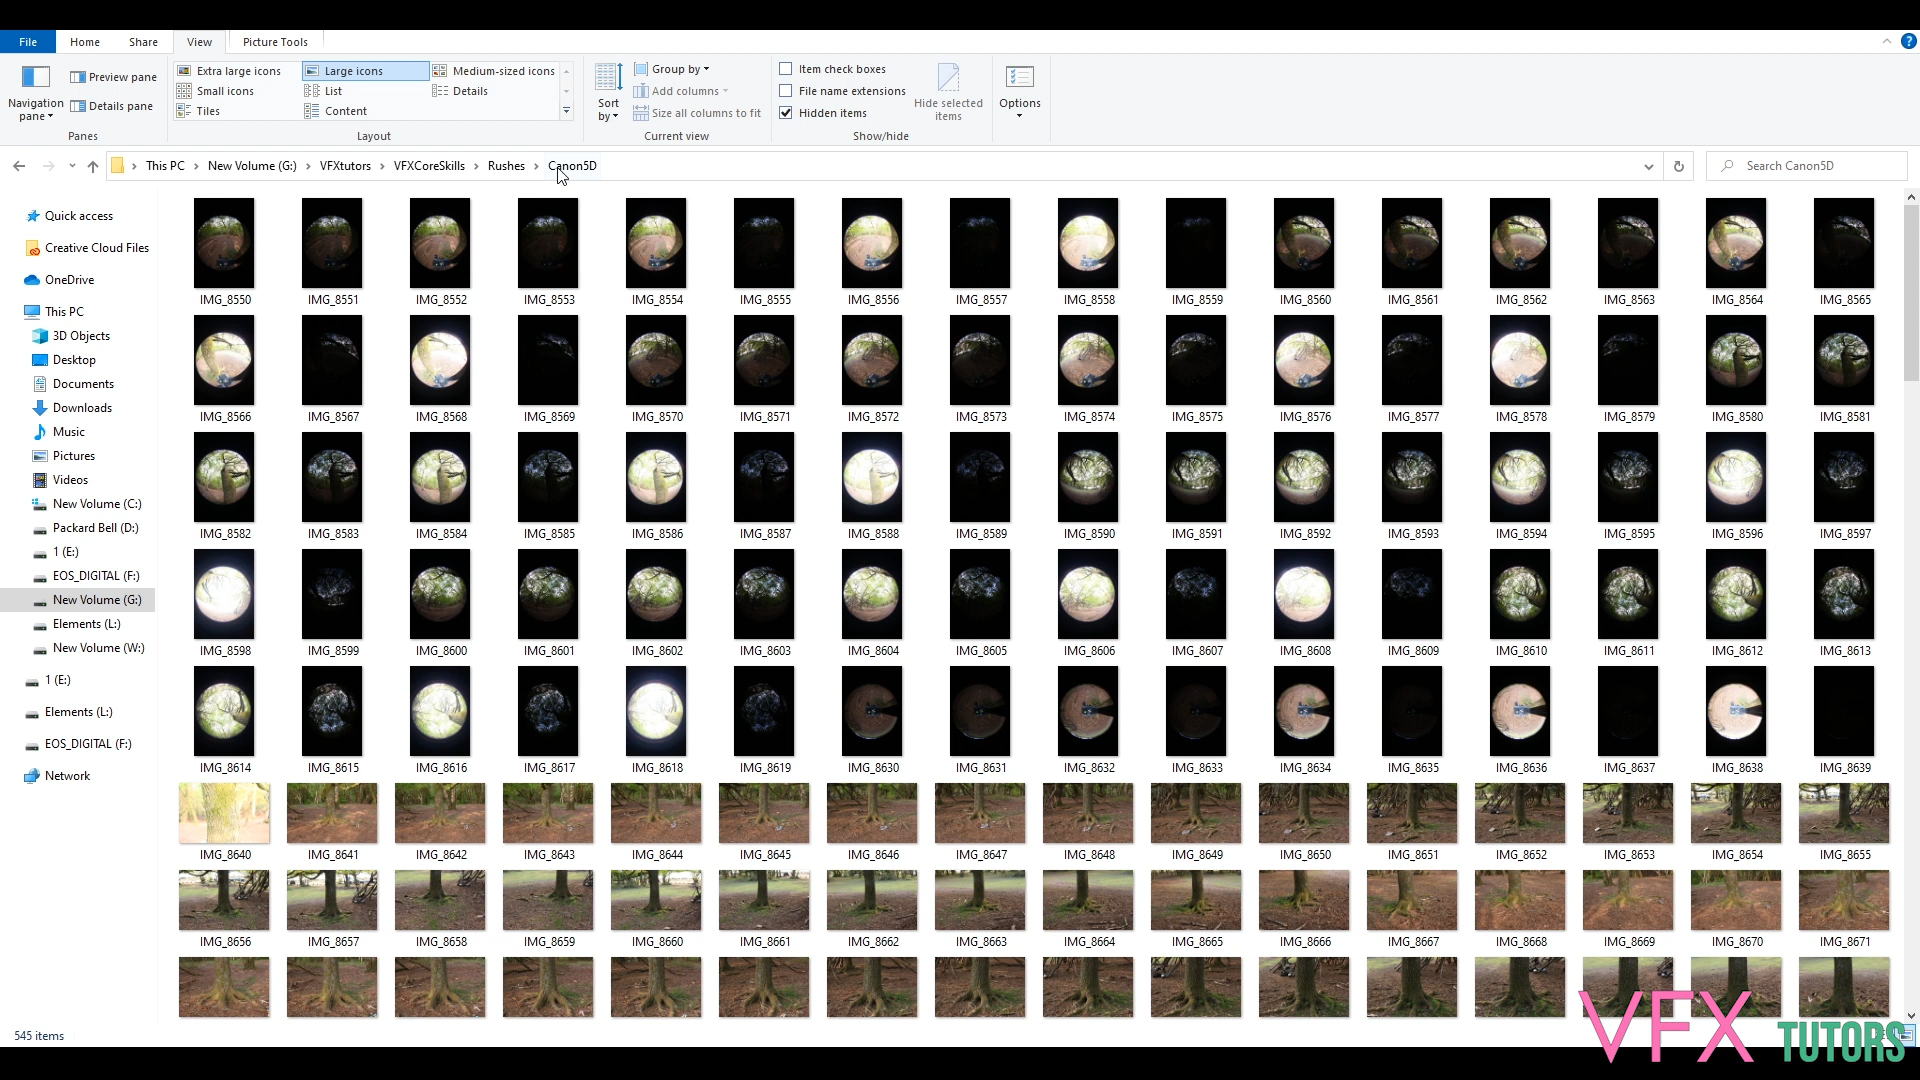 File Home Share View Picture Tools
Preview pane
Details pane
Navigation pane
Panes
Extra large icons Large icons Medium-sized icons
Small icons List Details
Tiles Content
Layout
Sort by
Group by
Add columns
Size all columns to fit
Current view
Item check boxes
File name extensions
Hidden items
Hide selected items
Show/hide
Options
This PC New Volume (G:) VFXtutors VFXCoreSkills Rushes Canon5D
Search Canon5D
Quick access
Creative Cloud Files
OneDrive
This PC
3D Objects
Desktop
Documents
Downloads
Music
Pictures
Videos
New Volume (C:)
Packard Bell (D:)
1 (E:)
EOS_DIGITAL (F:)
New Volume (G:)
Elements (L:)
New Volume (W:)
1 (E:)
Elements (L:)
EOS_DIGITAL (F:)
Network
IMG_8550 IMG_8551 IMG_8552 IMG_8553 IMG_8554 IMG_8555 IMG_8556 IMG_8557 IMG_8558 IMG_8559 IMG_8560 IMG_8561 IMG_8562 IMG_8563 IMG_8564 IMG_8565
IMG_8566 IMG_8567 IMG_8568 IMG_8569 IMG_8570 IMG_8571 IMG_8572 IMG_8573 IMG_8574 IMG_8575 IMG_8576 IMG_8577 IMG_8578 IMG_8579 IMG_8580 IMG_8581
IMG_8582 IMG_8583 IMG_8584 IMG_8585 IMG_8586 IMG_8587 IMG_8588 IMG_8589 IMG_8590 IMG_8591 IMG_8592 IMG_8593 IMG_8594 IMG_8595 IMG_8596 IMG_8597
IMG_8598 IMG_8599 IMG_8600 IMG_8601 IMG_8602 IMG_8603 IMG_8604 IMG_8605 IMG_8606 IMG_8607 IMG_8608 IMG_8609 IMG_8610 IMG_8611 IMG_8612 IMG_8613
IMG_8614 IMG_8615 IMG_8616 IMG_8617 IMG_8618 IMG_8619 IMG_8630 IMG_8631 IMG_8632 IMG_8633 IMG_8634 IMG_8635 IMG_8636 IMG_8637 IMG_8638 IMG_8639
IMG_8640 IMG_8641 IMG_8642 IMG_8643 IMG_8644 IMG_8645 IMG_8646 IMG_8647 IMG_8648 IMG_8649 IMG_8650 IMG_8651 IMG_8652 IMG_8653 IMG_8654 IMG_8655
IMG_8656 IMG_8657 IMG_8658 IMG_8659 IMG_8660 IMG_8661 IMG_8662 IMG_8663 IMG_8664 IMG_8665 IMG_8666 IMG_8667 IMG_8668 IMG_8669 IMG_8670 IMG_8671
545 items
VFX TUTORS